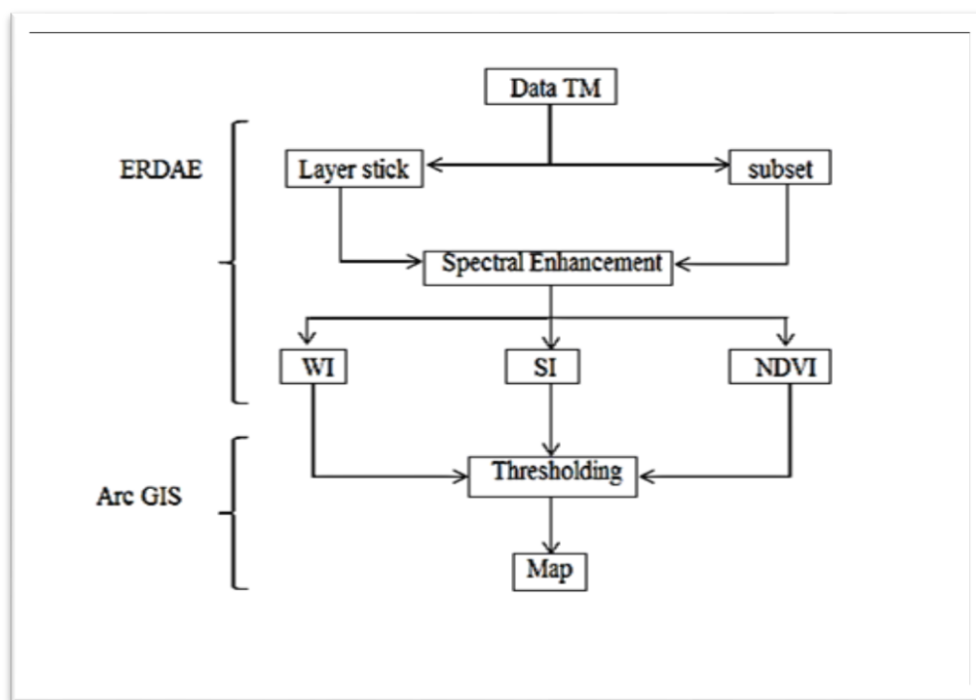 Data TM
ERDAE
Layer stick
subset
Spectral Enhancement
WI
SI
NDVI
Thresholding
Arc GIS
Map